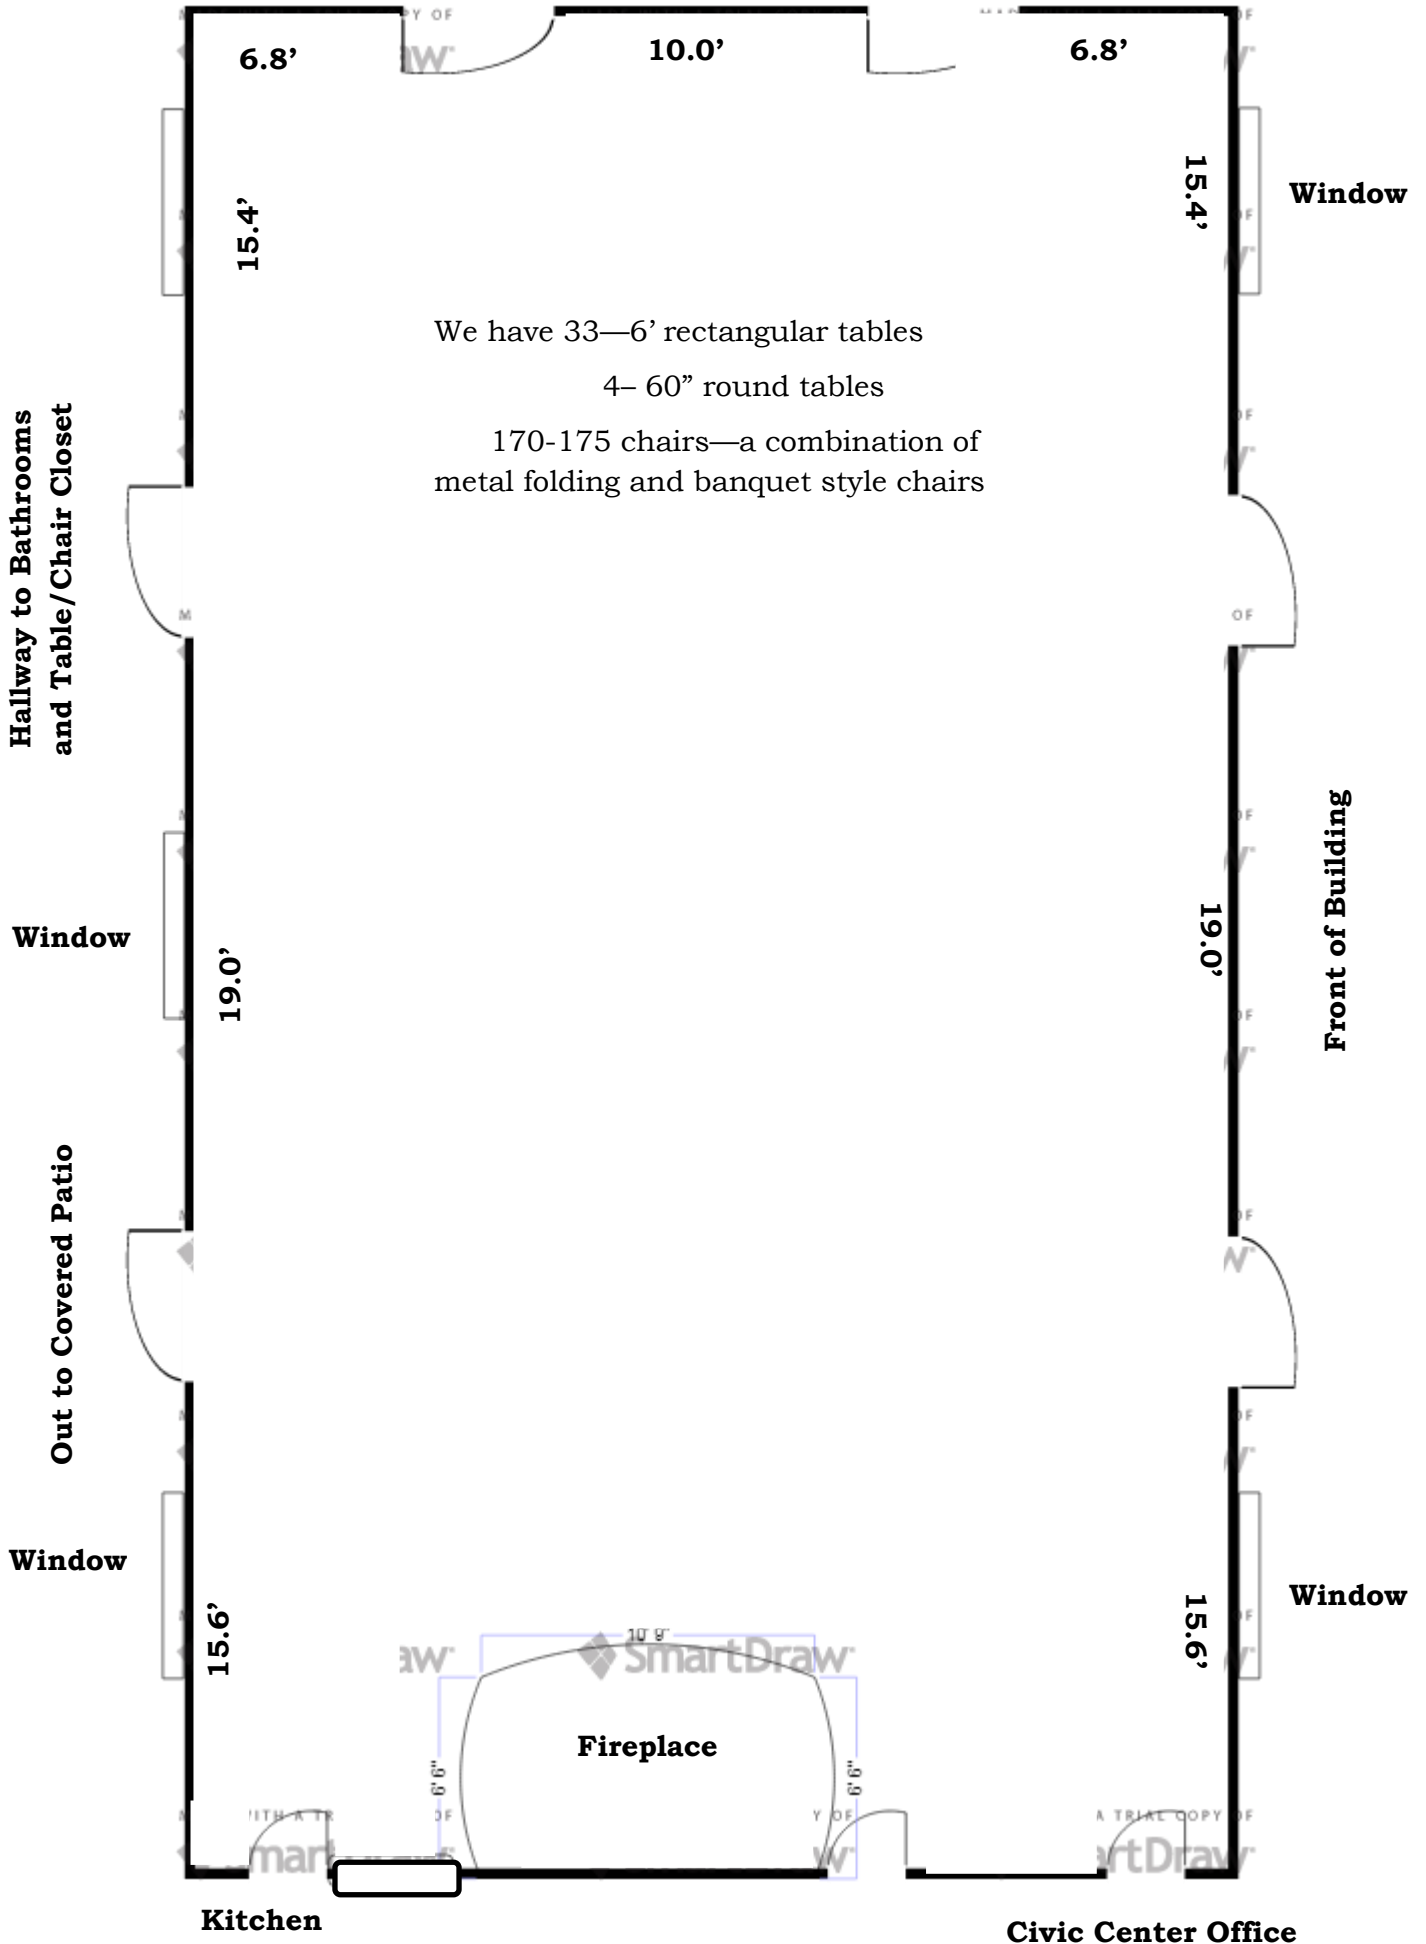 6.8’
10.0’
6.8’
15.4’
15.4’
Window
We have 33—6’ rectangular tables
4– 60” round tables
170-175 chairs—a combination of
metal folding and banquet style chairs
Hallway to Bathrooms
and Table/Chair Closet
Window
19.0’
19.0’
Front of Building
Out to Covered Patio
Window
15.6’
15.6’
Window
10' 9"
SmartDraw
Fireplace
6'6"
6'6"
A TRIAL COPY OF
Kitchen
Civic Center Office